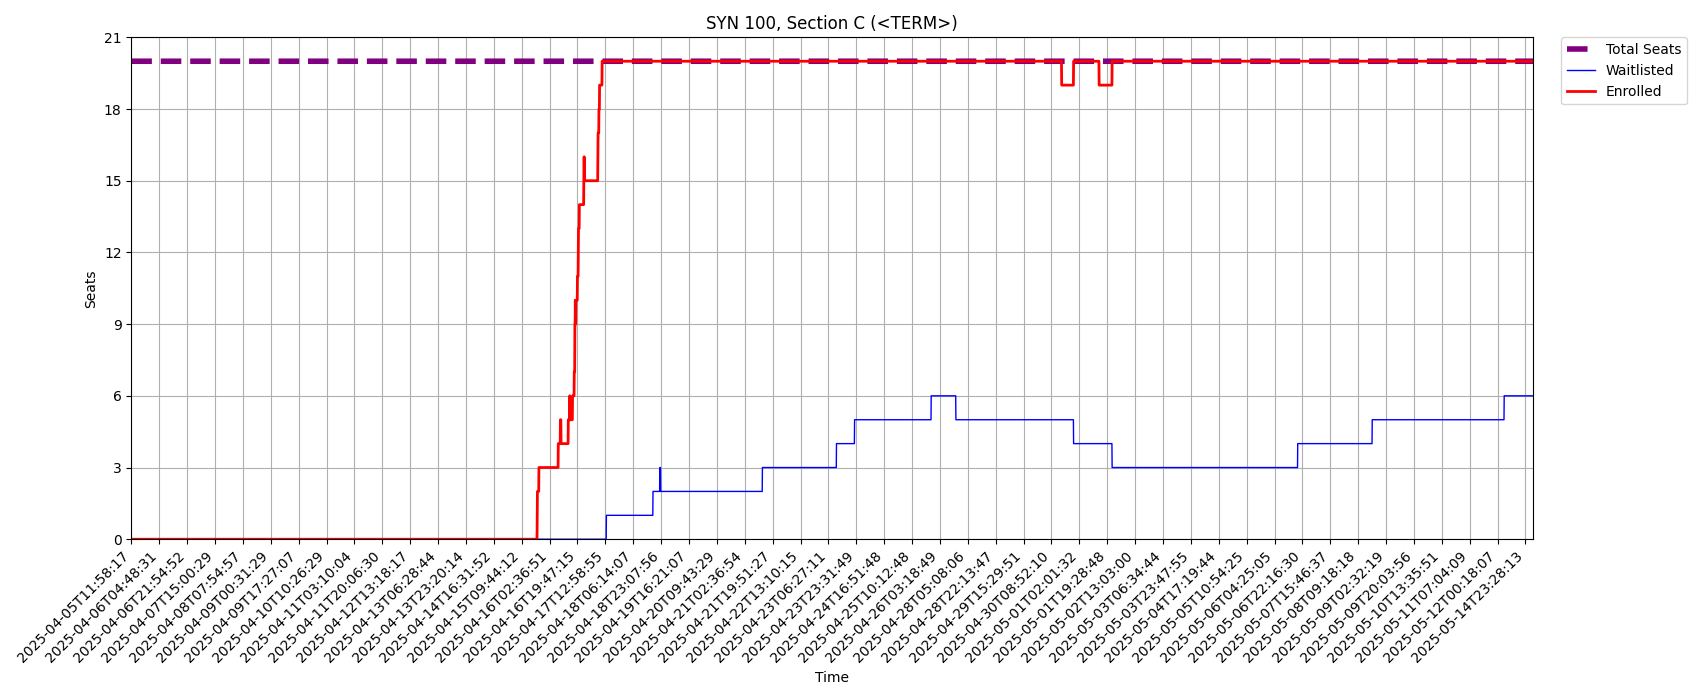 SYN 100, Section C (<TERM>)
Total Seats
Waitlisted
Enrolled
Seats
21
18
15
12
9
6
3
0
2025-04-05T11:58:17
2025-04-06T04:48:31
2025-04-06T21:54:52
2025-04-07T15:00:29
2025-04-08T07:54:57
2025-04-09T00:31:29
2025-04-09T17:27:07
2025-04-10T10:26:29
2025-04-11T03:10:04
2025-04-11T20:06:30
2025-04-12T13:18:17
2025-04-13T06:28:44
2025-04-13T23:20:14
2025-04-14T16:31:52
2025-04-15T09:44:12
2025-04-16T02:36:51
2025-04-16T19:47:15
2025-04-17T12:58:55
2025-04-18T06:14:07
2025-04-18T23:07:56
2025-04-19T16:21:07
2025-04-20T09:43:29
2025-04-21T02:36:54
2025-04-21T19:51:27
2025-04-22T13:10:15
2025-04-23T06:27:11
2025-04-23T23:31:49
2025-04-24T16:51:48
2025-04-25T10:12:48
2025-04-26T03:18:49
2025-04-28T05:08:06
2025-04-28T22:13:47
2025-04-29T15:29:51
2025-04-30T08:52:10
2025-05-01T02:01:32
2025-05-01T19:28:48
2025-05-02T13:03:00
2025-05-03T06:34:44
2025-05-03T23:47:55
2025-05-04T17:19:44
2025-05-05T10:54:25
2025-05-06T04:25:05
2025-05-06T22:16:30
2025-05-07T15:46:37
2025-05-08T09:18:18
2025-05-09T02:32:19
2025-05-09T20:03:56
2025-05-10T13:35:51
2025-05-11T07:04:09
2025-05-12T00:18:07
2025-05-14T23:28:13
Time